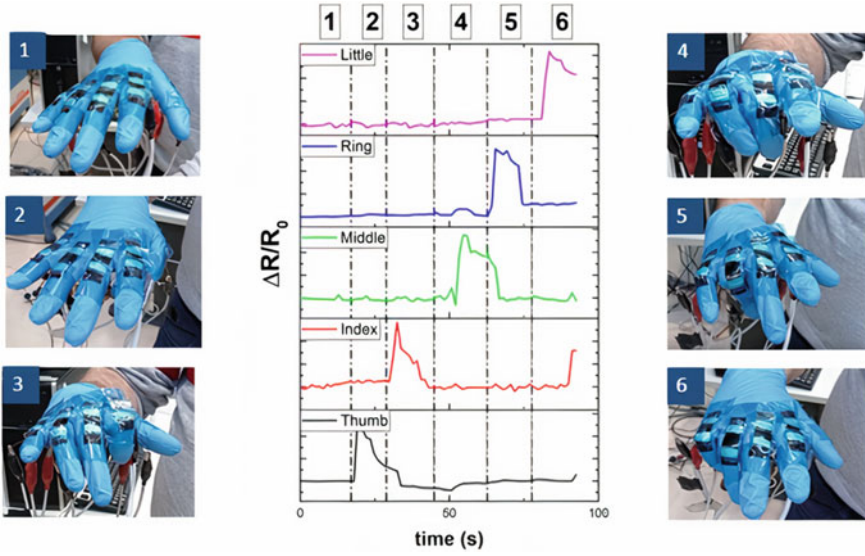 1 2 3 4 5 6
1
2
3
Little
Ring
Middle
Index
Thumb
ΔR/R0
0 50 100
time (s)
4
5
6